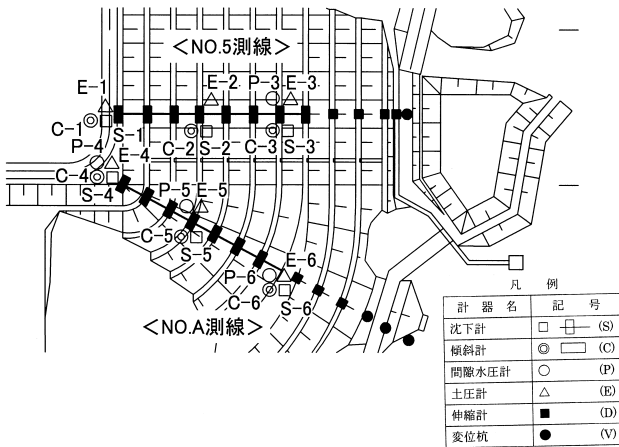 <NO.5測線>
E-1
E-2
P-3
E-3
C-1
S-1
C-2
S-2
C-3
S-3
P-4
E-4
C-4
S-4
P-5
E-5
C-5
S-5
E-6
P-6
C-6
S-6
<NO.A測線>
凡 例
計 器 名 記 号
沈下計 (S)
傾斜計 (C)
間隙水圧計 (P)
土圧計 (E)
伸縮計 (D)
変位杭 (V)